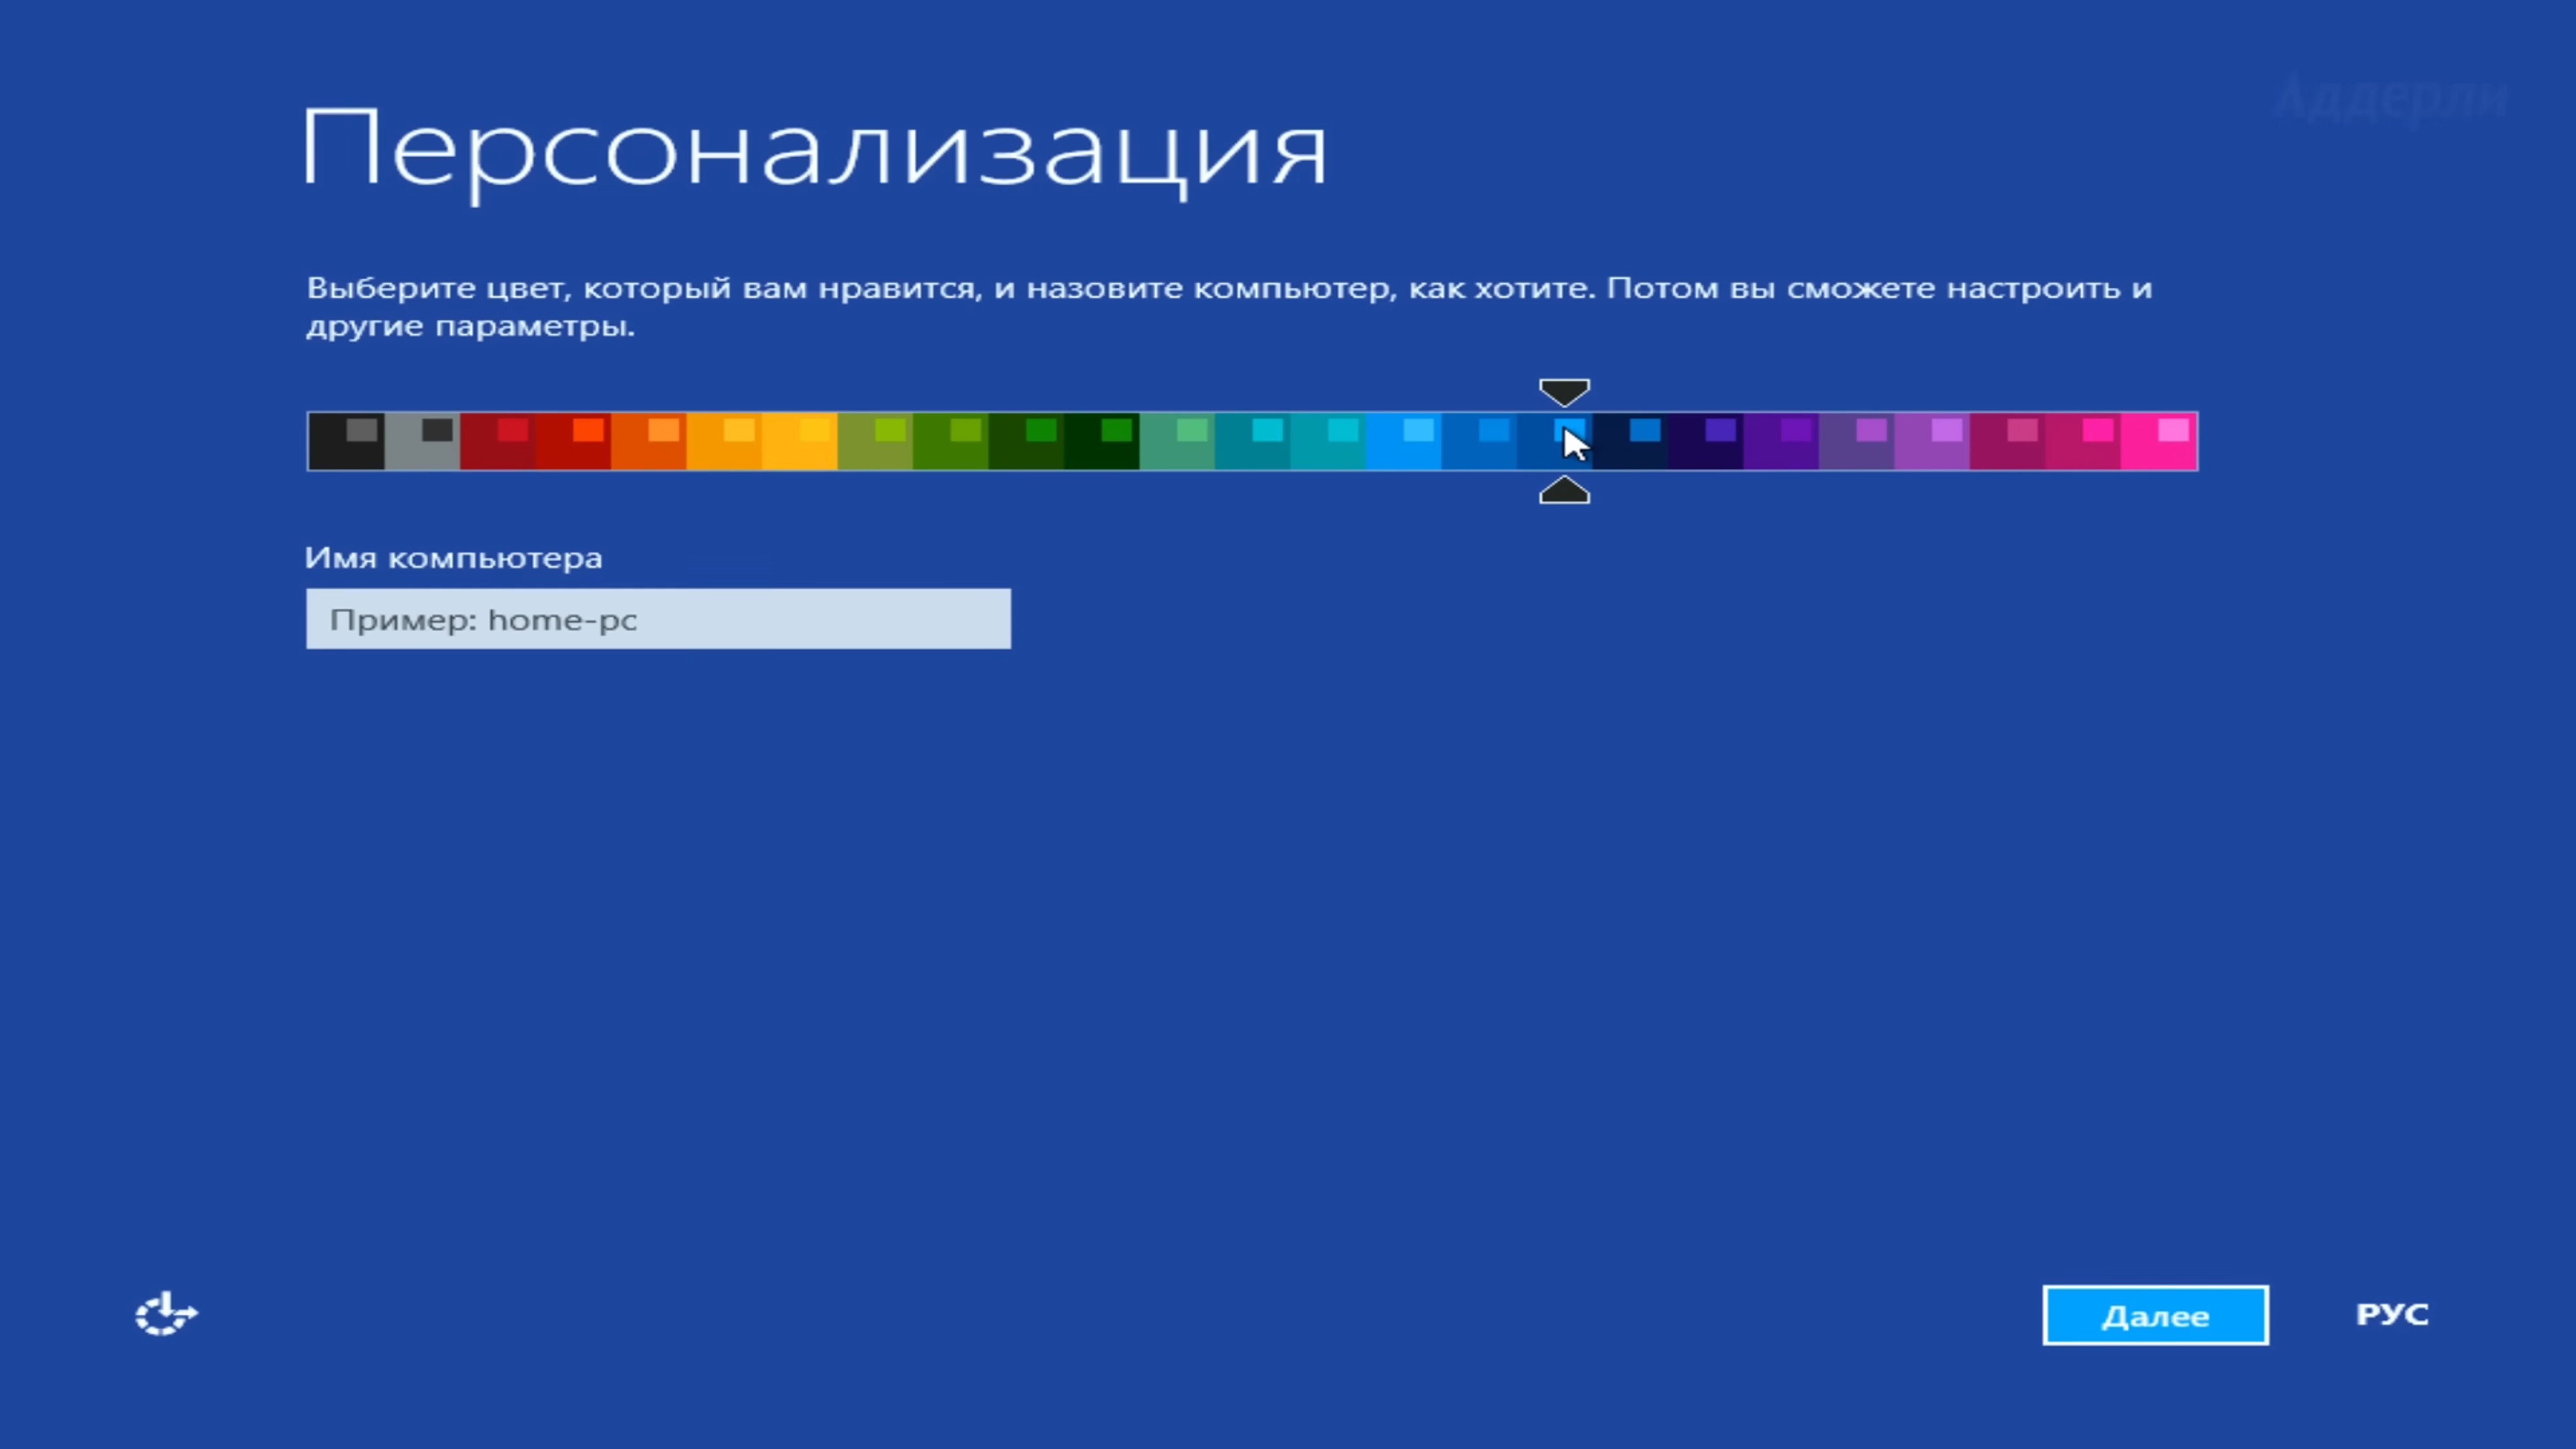 Аддерли
Персонализация
Выберите цвет, который вам нравится, и назовите компьютер, как хотите. Потом вы сможете настроить и
другие параметры.
Имя компьютера
Пример: home-pc
Далее
РУС